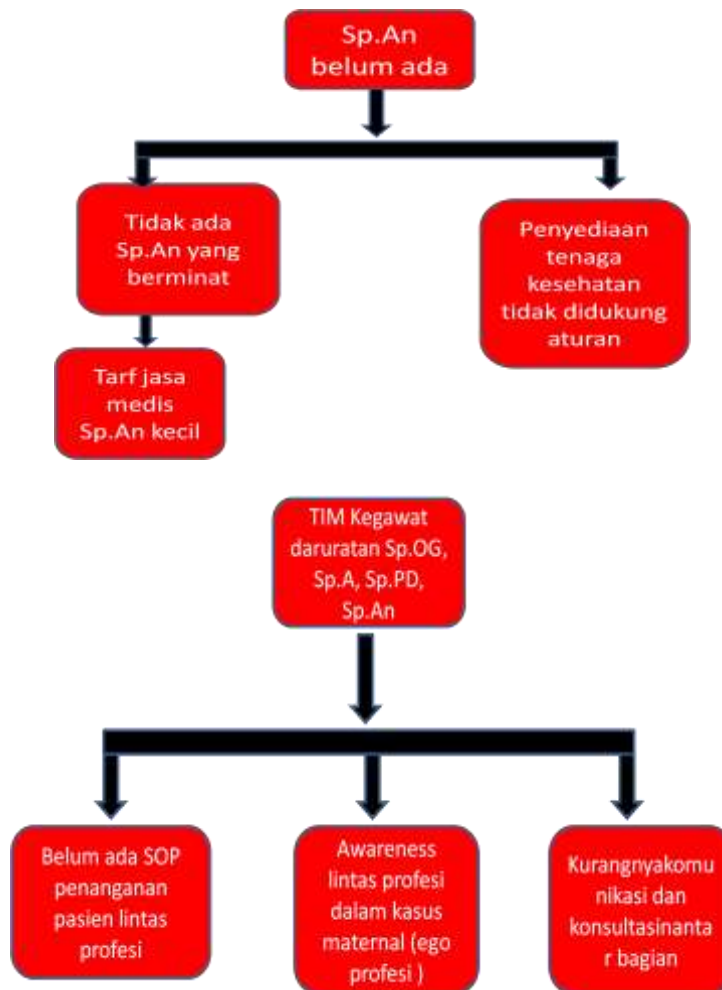 Sp.An
belum ada
Tidak ada
Sp.An yang
berminat
Penyediaan
tenaga
kesehatan
tidak didukung
aturan
Tarf jasa
medis
Sp.An kecil
TIM Kegawat
daruratan Sp.OG,
Sp.A, Sp.PD,
Sp.An
Belum ada SOP
penanganan
pasien lintas
profesi
Awareness
lintas profesi
dalam kasus
maternal (ego
profesi )
Kurangnyakomu
nikasi dan
konsultasinanta
r bagian